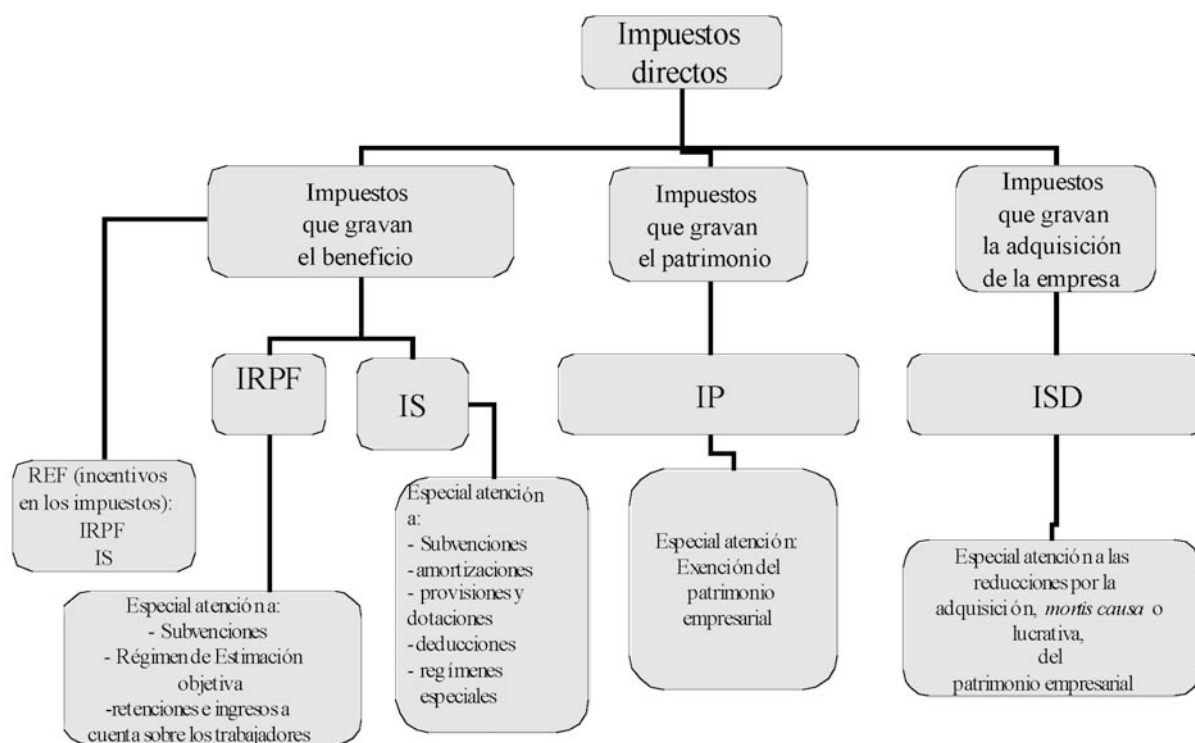 Impuestos
directos
Impuestos
que gravan
el beneficio
Impuestos
que gravan
el patrimonio
Impuestos
que gravan
la adquisición
de la empresa
IRPF
IS
IP
ISD
REF (incentivos
en los impuestos):
IRPF
IS
Especial atención a:
- Subvenciones
- Régimen de Estimación
objetiva
-retenciones e ingresos a
cuenta sobre los trabajadores
Especial atención
a:
- Subvenciones
-amortizaciones
- provisiones y
dotaciones
-deducciones
- regímenes
especiales
Especial atención:
Exención del
patrimonio
empresarial
Especial atención a las
reducciones por la
adquisición, mortis causa o
lucrativa,
del
patrimonio empresarial